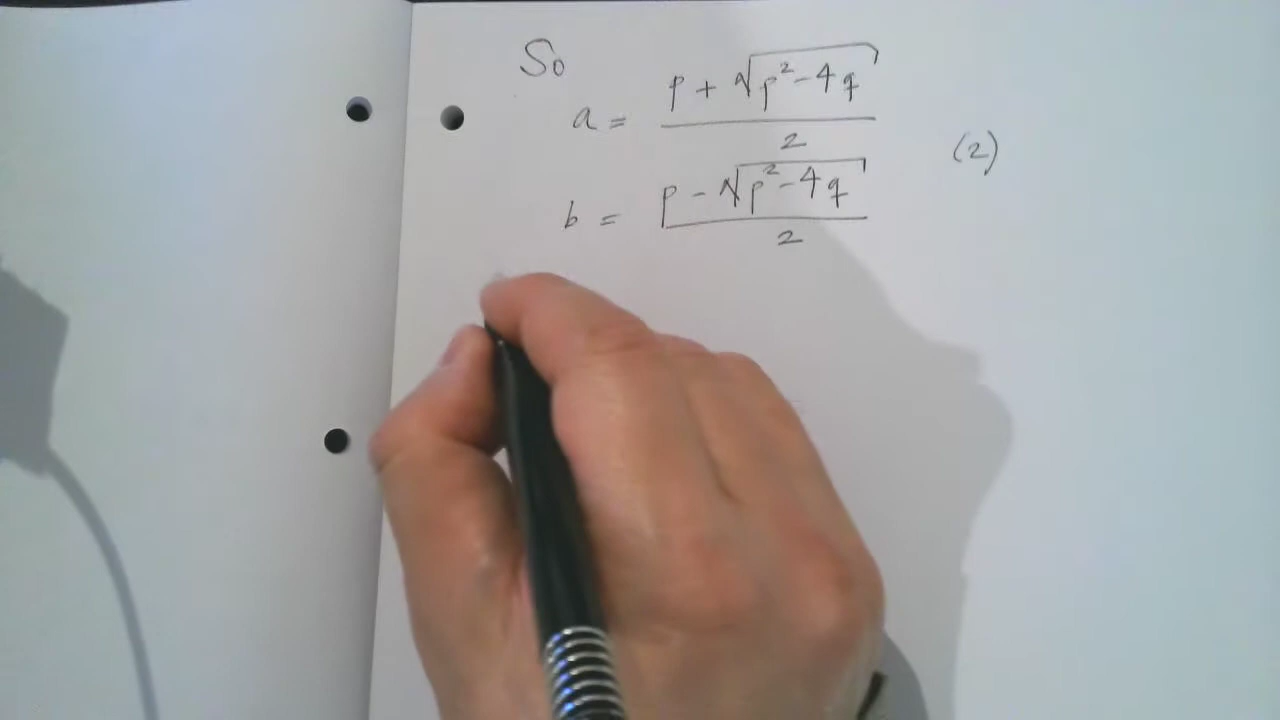 So
a = (p + √(p² - 4q)) / 2
(2)
b = (p - √(p² - 4q)) / 2